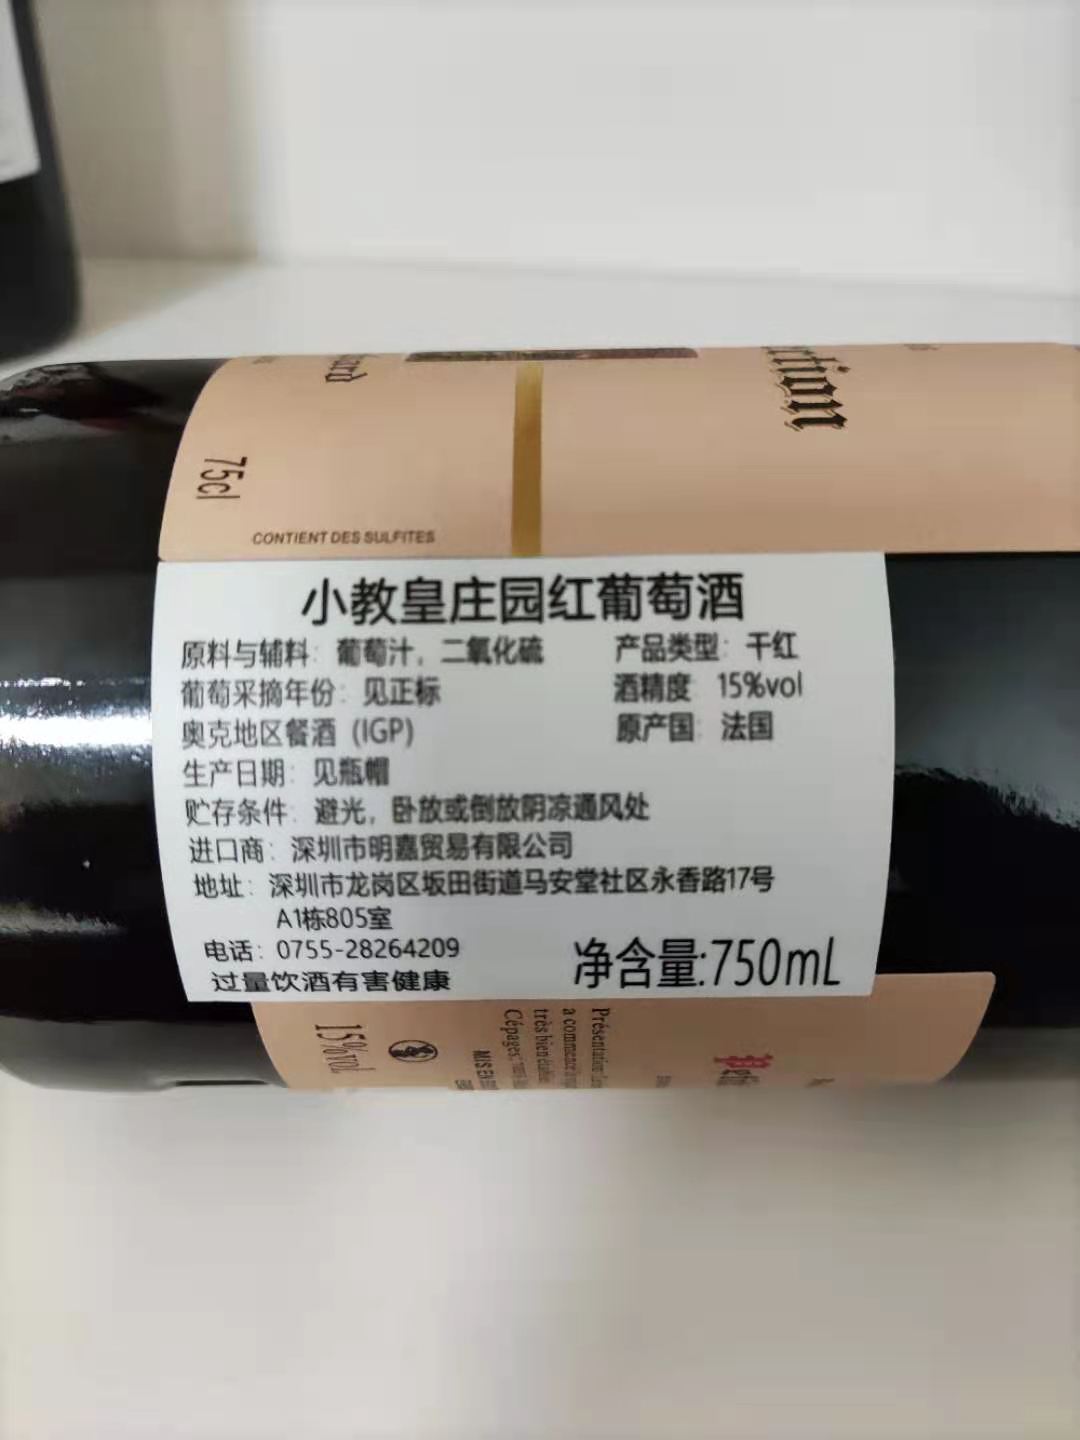 75cl
CONTIENT DES SULFITES
小教皇庄园红葡萄酒
原料与辅料：葡萄汁，二氧化硫 产品类型：干红
葡萄采摘年份：见正标 酒精度 15%vol
奥克地区餐酒 (IGP) 原产国：法国
生产日期：见瓶帽
贮存条件：避光，卧放或倒放阴凉通风处
进口商：深圳市明嘉贸易有限公司
地址：深圳市龙岗区坂田街道马安堂社区永香路17号
A1栋805室
电话：0755-28264209
过量饮酒有害健康 净含量:750mL
15%vol
Présentation:
a commence
très bien
Cépages:
MIS EN